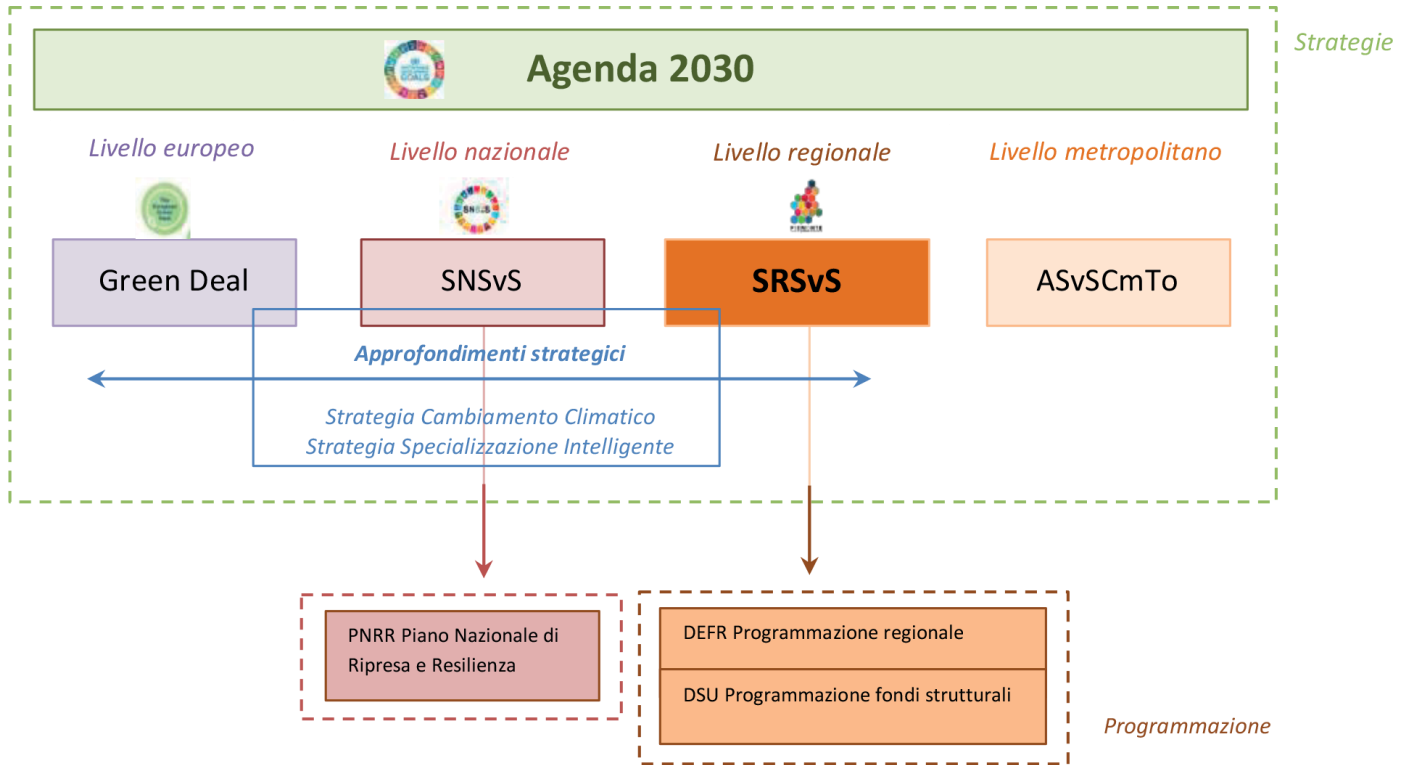 Strategie
Agenda 2030
Livello europeo
Livello nazionale
Livello regionale
Livello metropolitano
Green Deal
SNSvS
SRSvS
ASvSCmTo
Approfondimenti strategici
Strategia Cambiamento Climatico
Strategia Specializzazione Intelligente
PNRR Piano Nazionale di
Ripresa e Resilienza
DEFR Programmazione regionale
DSU Programmazione fondi strutturali
Programmazione